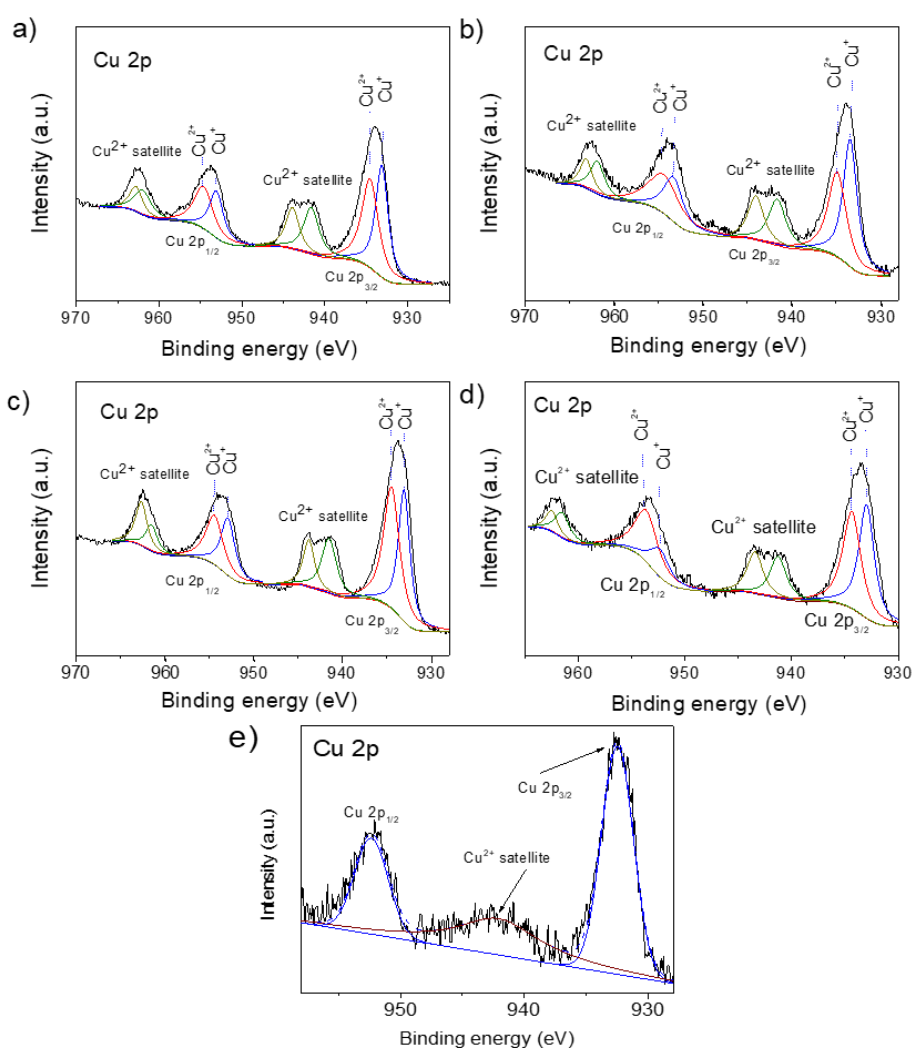 a)
Cu 2p
Cu²⁺ satellite
Cu²⁺
Cu⁺
Cu 2p₁/₂
Cu²⁺ satellite
Cu 2p₃/₂
Cu²⁺
Cu⁺
Intensity (a.u.)
970 960 950 940 930
Binding energy (eV)
b)
Cu 2p
Cu²⁺ satellite
Cu²⁺
Cu⁺
Cu 2p₁/₂
Cu²⁺ satellite
Cu 2p₃/₂
Cu²⁺
Cu⁺
Intensity (a.u.)
970 960 950 940 930
Binding energy (eV)
c)
Cu 2p
Cu²⁺ satellite
Cu²⁺
Cu⁺
Cu 2p₁/₂
Cu²⁺ satellite
Cu 2p₃/₂
Cu²⁺
Cu⁺
Intensity (a.u.)
970 960 950 940 930
Binding energy (eV)
d)
Cu 2p
Cu²⁺ satellite
Cu²⁺
Cu⁺
Cu 2p₁/₂
Cu²⁺ satellite
Cu 2p₃/₂
Cu²⁺
Cu⁺
Intensity (a.u.)
960 950 940 930
Binding energy (eV)
e)
Cu 2p
Cu 2p₁/₂
Cu²⁺ satellite
Cu 2p₃/₂
Intensity (a.u.)
950 940 930
Binding energy (eV)